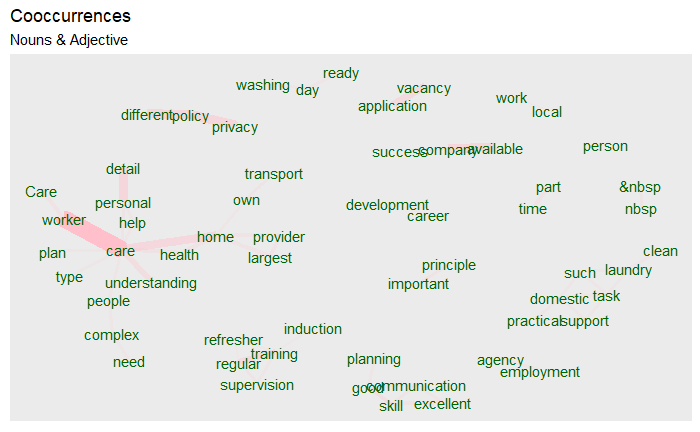 Cooccurrences
Nouns & Adjective
ready
washing
day
vacancy
application
work
local
different
policy
privacy
success
company
available
person
detail
transport
Care
personal
own
part
&nbsp
worker
help
development
career
time
nbsp
home
provider
plan
care
health
largest
clean
type
understanding
principle
important
such
laundry
people
domestic
task
complex
refresher
induction
practical
support
need
regular
training
planning
agency
employment
supervision
good
communication
skill
excellent